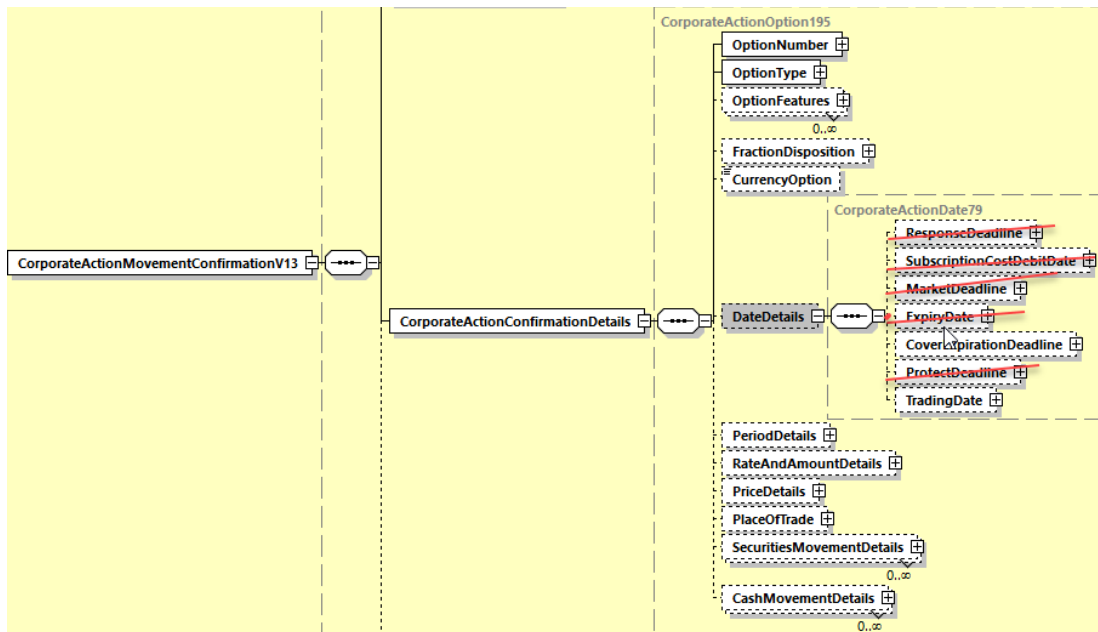 CorporateActionOption195
OptionNumber
OptionType
OptionFeatures
0..∞
FractionDisposition
CurrencyOption
CorporateActionDate79
ResponseDeadline
SubscriptionCostDebitDate
CorporateActionMovementConfirmationV13
MarketDeadline
CorporateActionConfirmationDetails
DateDetails
ExpiryDate
CoverExpirationDeadline
ProtectDeadline
TradingDate
PeriodDetails
RateAndAmountDetails
PriceDetails
PlaceOfTrade
SecuritiesMovementDetails
0..∞
CashMovementDetails
0..∞